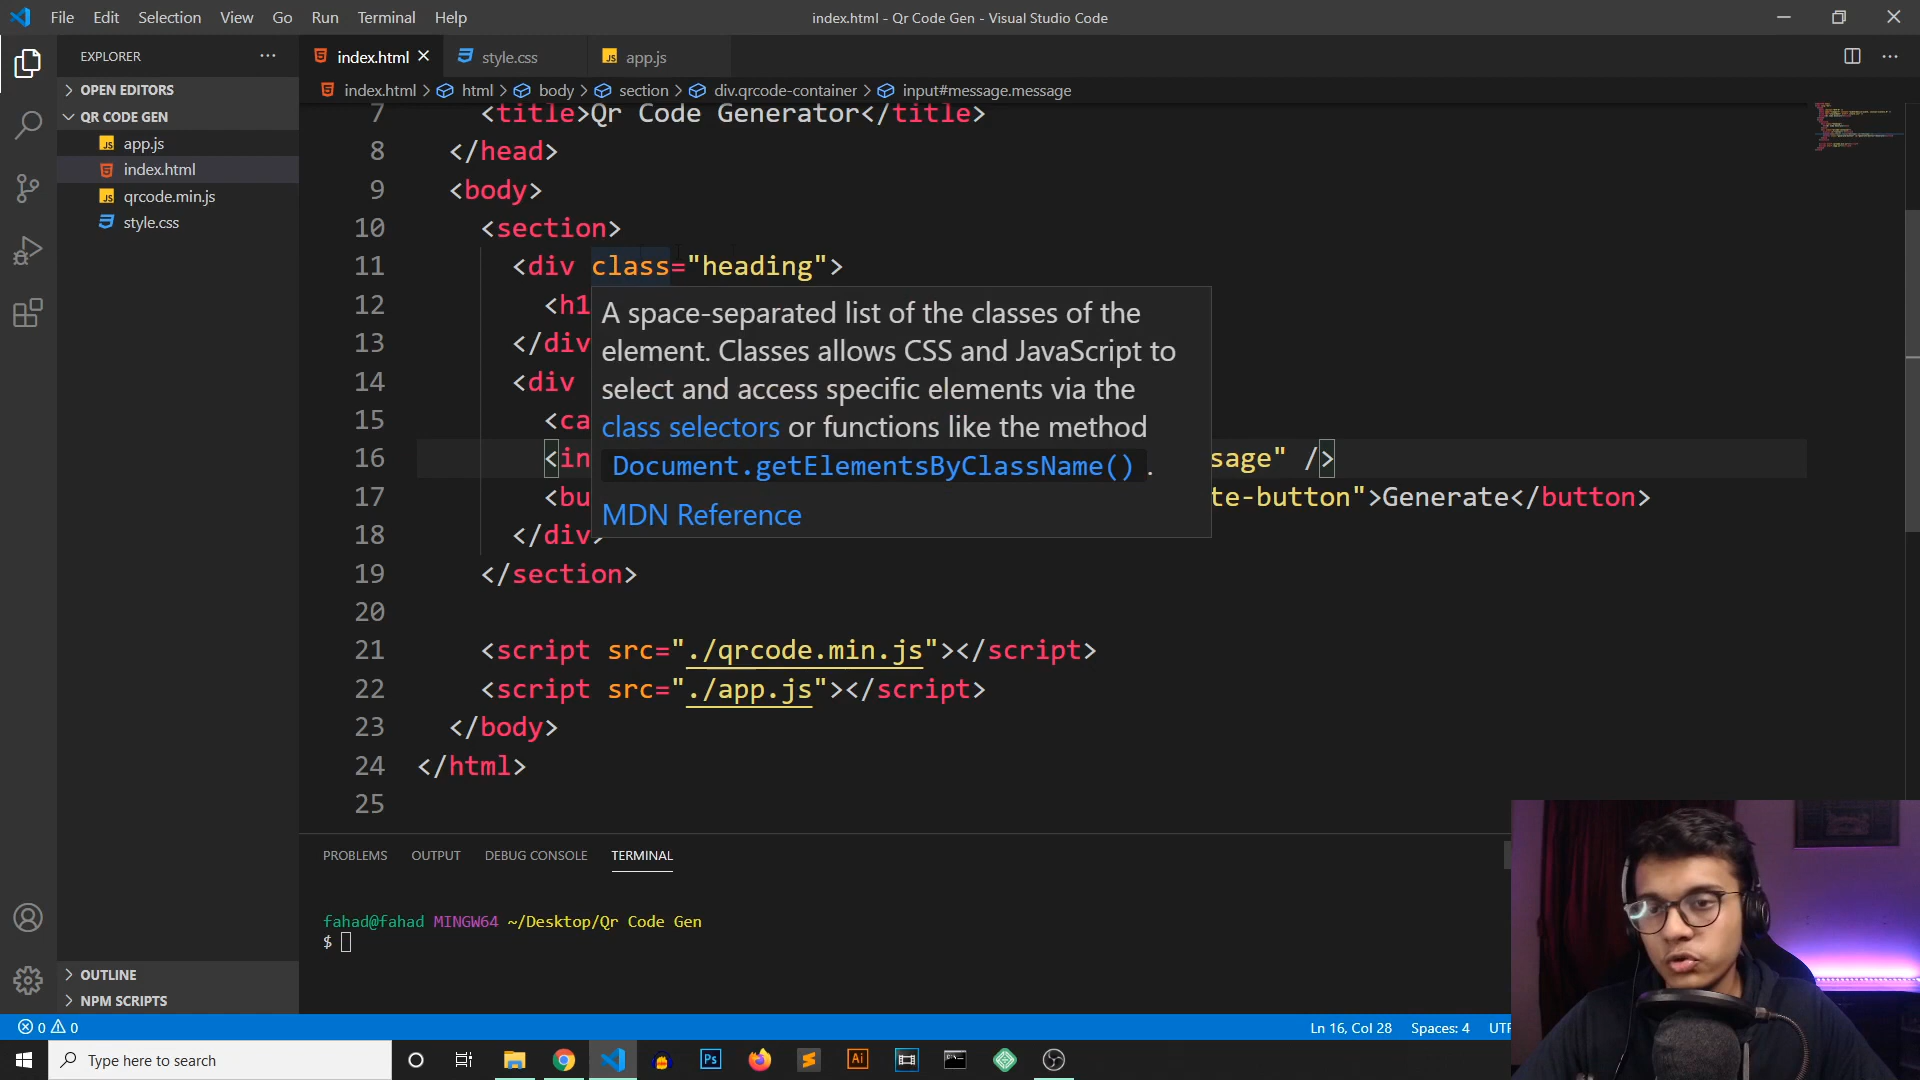 File Edit Selection View Go Run Terminal Help
index.html - Qr Code Gen - Visual Studio Code
EXPLORER
OPEN EDITORS
QR CODE GEN
app.js
index.html
qrcode.min.js
style.css
OUTLINE
NPM SCRIPTS
index.html style.css app.js
index.html > html > body > section > div.qrcode-container > input#message.message
7 <title>Qr Code Generator</title>
8 </head>
9 <body>
10 <section>
11 <div class="heading">
12 <h1
13 </div
14 <div
15 <ca
16 <in sage" />
17 <bu te-button">Generate</button>
18 </div>
19 </section>
20
21 <script src="./qrcode.min.js"></script>
22 <script src="./app.js"></script>
23 </body>
24 </html>
25
A space-separated list of the classes of the
element. Classes allows CSS and JavaScript to
select and access specific elements via the
class selectors or functions like the method
Document.getElementsByClassName() .
MDN Reference
PROBLEMS OUTPUT DEBUG CONSOLE TERMINAL
fahad@fahad MINGW64 ~/Desktop/Qr Code Gen
$
0 0
Ln 16, Col 28 Spaces: 4 UTF
Type here to search
Ps
Ai